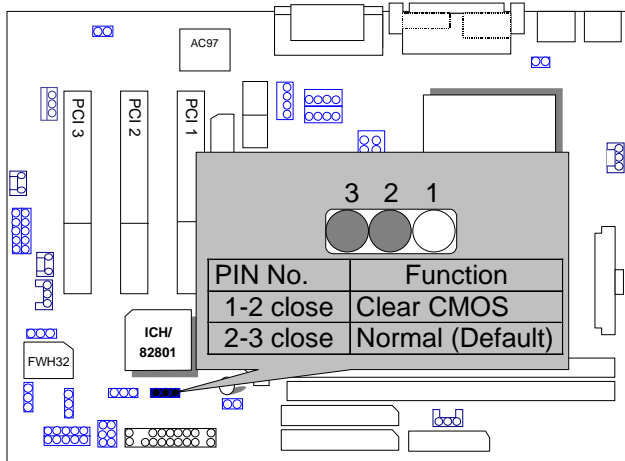 AC97
PCI 3
PCI 2
PCI 1
3 2 1
PIN No. Function
1-2 close Clear CMOS
2-3 close Normal (Default)
ICH/
82801
FWH32